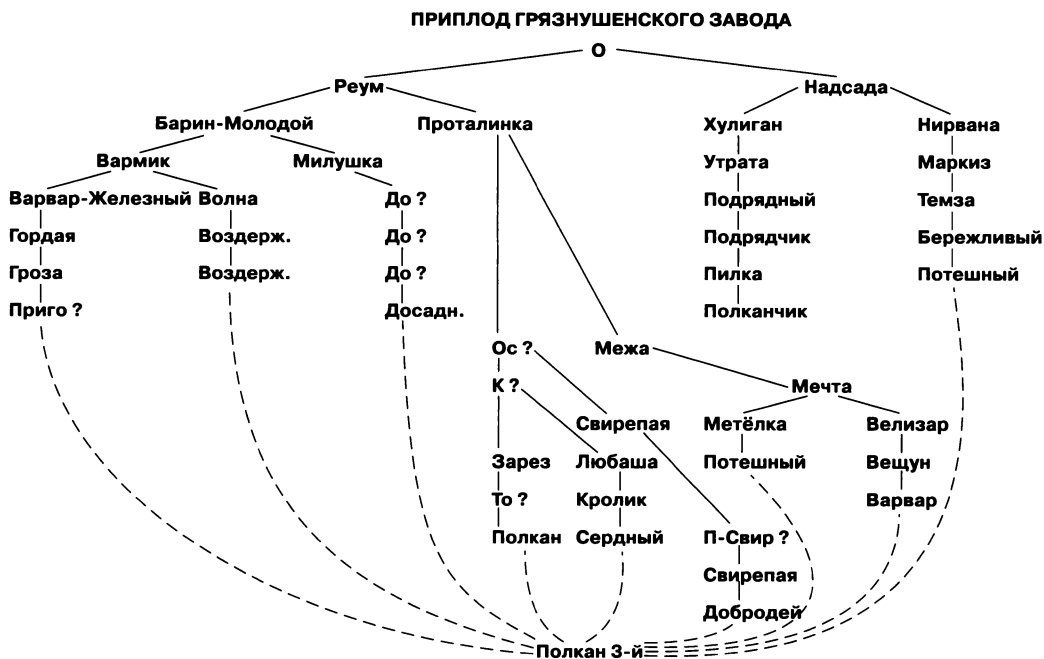 ПРИПЛОД ГРЯЗНУШЕНСКОГО ЗАВОДА
О
Реум Надсада
Барин-Молодой Проталинка Хулиган Нирвана
Вармик Милушка Утрата Маркиз
Варвар-Железный Волна До ? Подрядный Темза
Гордая Воздерж. До ? Подрядчик Бережливый
Гроза Воздерж. До ? Пилка Потешный
Приго ? Досадн. Полканчик
Ос ? Межа
К ? Мечта
Свирепая Метёлка Велизар
Зарез Любаша Потешный Вещун
То ? Кролик Варвар
Полкан Сердный П-Свир ?
Свирепая
Добродей
Полкан 3-й